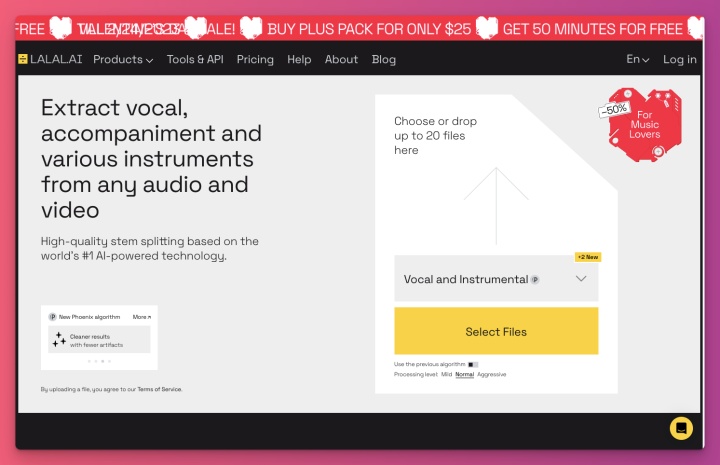 FREE
SALE!
BUY PLUS PACK FOR ONLY $25
GET 50 MINUTES FOR FREE
LALAL.AI
Products
Tools & API
Pricing
Help
About
Blog
En
Log in
Extract vocal,
accompaniment and
various instruments
from any audio and
video
High-quality stem splitting based on the
world's #1 AI-powered technology.
P New Phoenix algorithm
More
Cleaner results
with fewer artifacts
By uploading a file, you agree to our Terms of Service.
Choose or drop
up to 20 files
here
+2 New
Vocal and Instrumental P
Select Files
Use the previous algorithm
Processing level: Mild Normal Aggressive
-50%
For
Music
Lovers